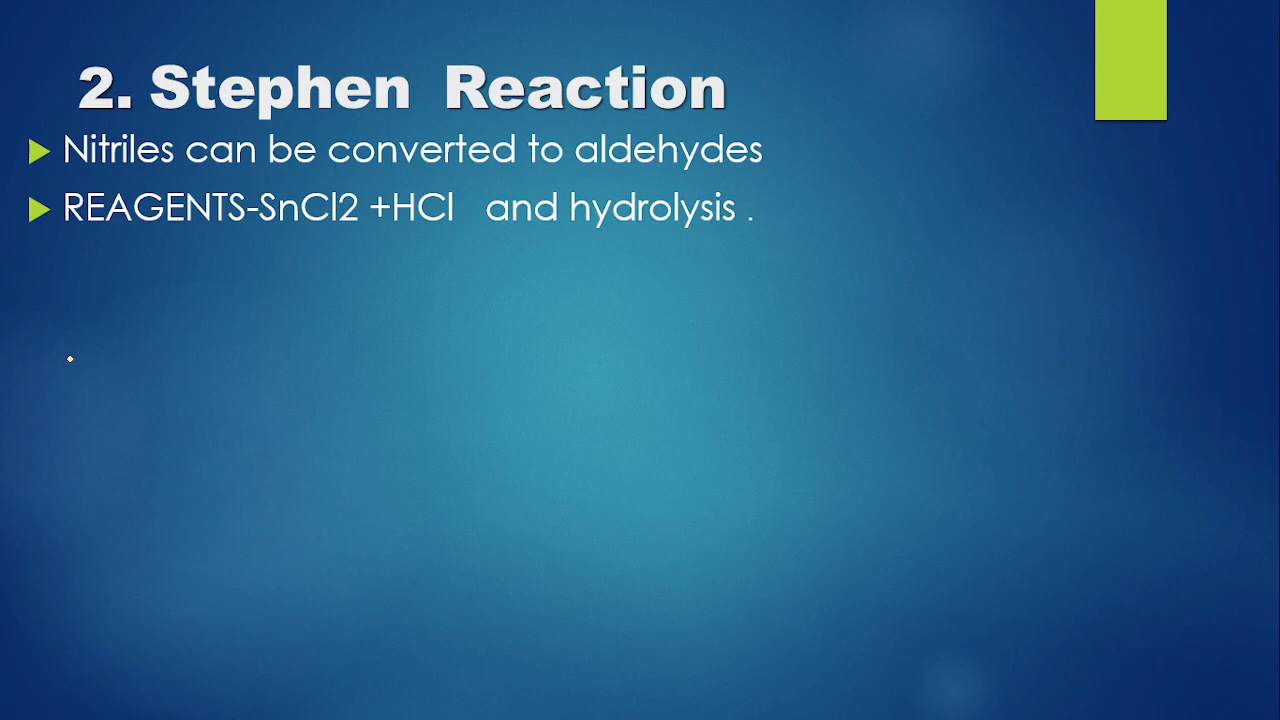 2. Stephen Reaction
Nitriles can be converted to aldehydes
REAGENTS-SnCl2 +HCl and hydrolysis .